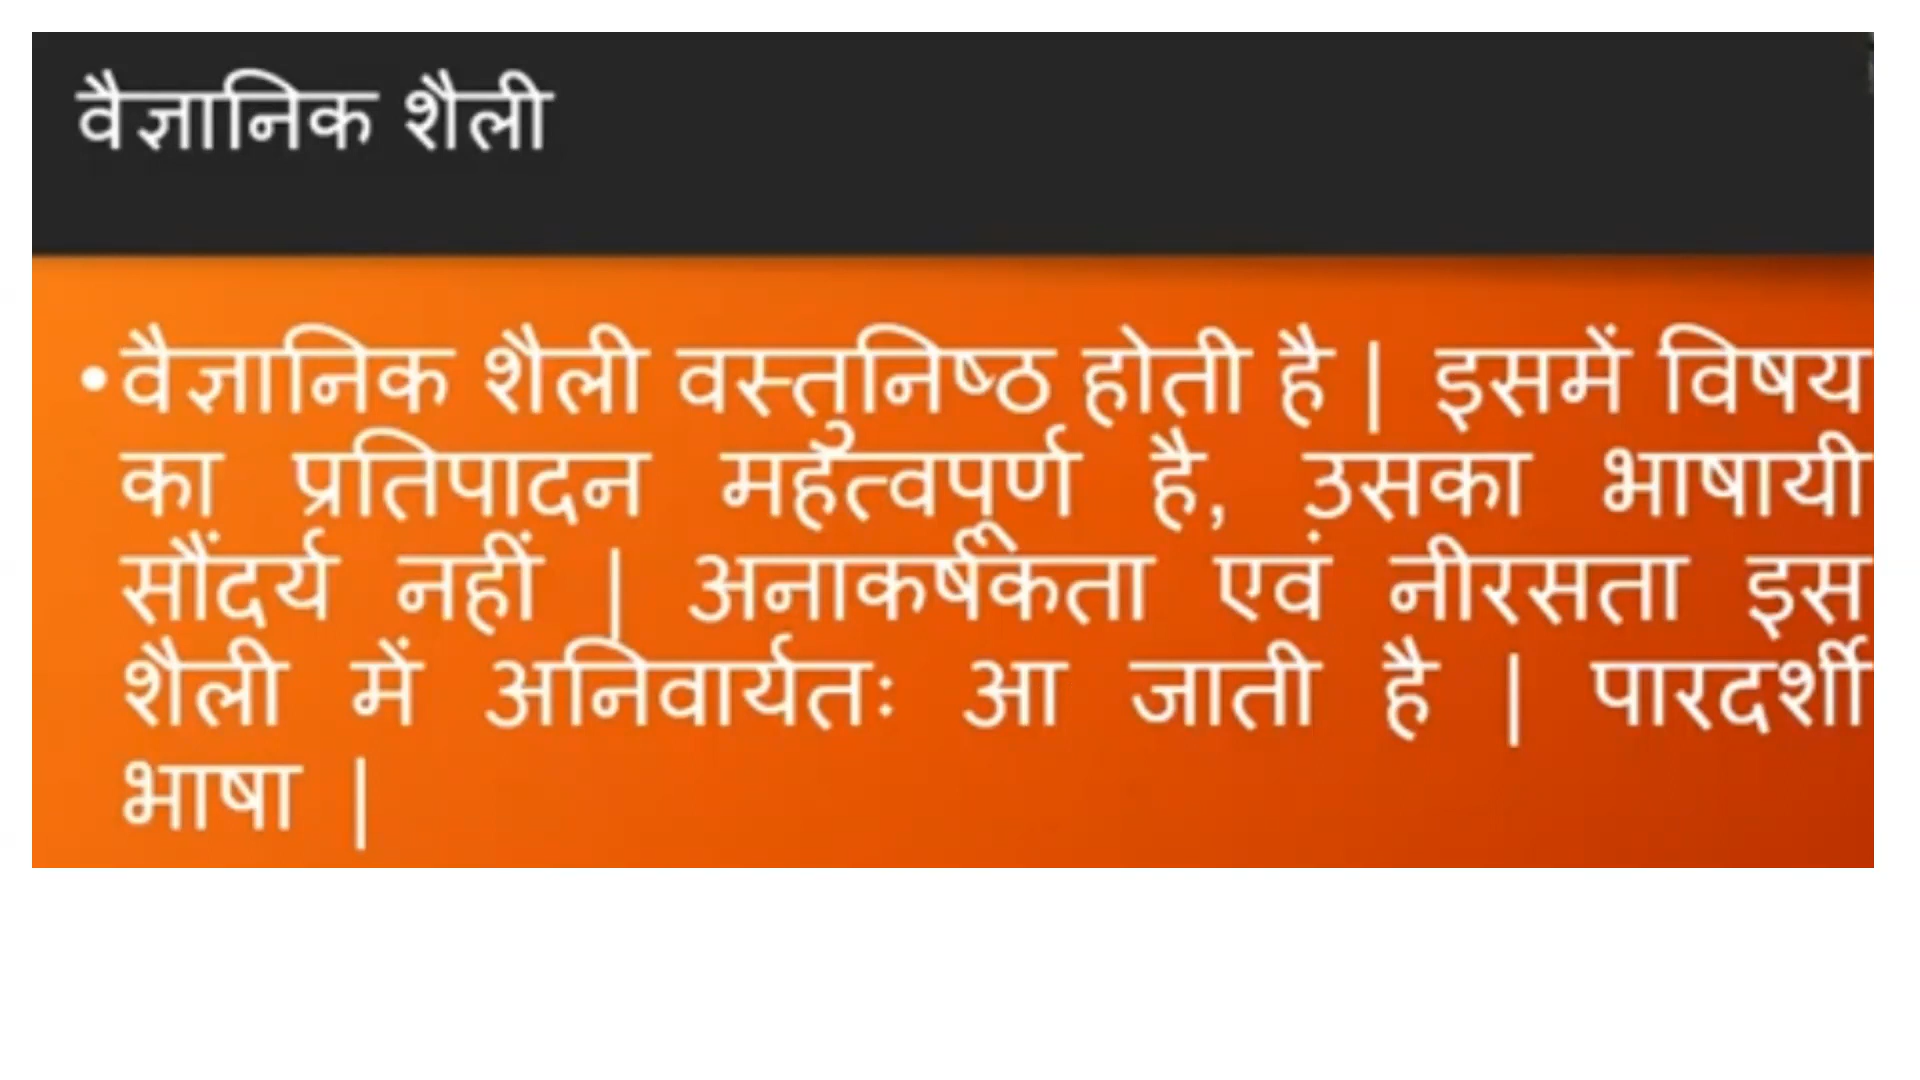 वैज्ञानिक शैली
•वैज्ञानिक शैली वस्तुनिष्ठ होती है | इसमें विषय
का प्रतिपादन महत्वपूर्ण है, उसका भाषायी
सौंदर्य नहीं | अनाकर्षकता एवं नीरसता इस
शैली में अनिवार्यतः आ जाती है | पारदर्शी
भाषा |